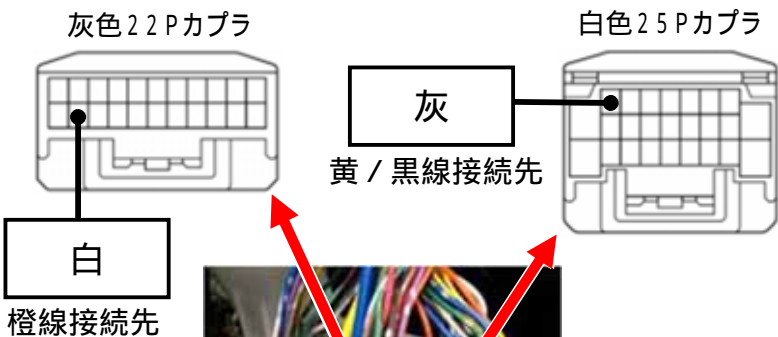 灰色22Pカプラ
白色25Pカプラ
灰
黄/黒線接続先
白
橙線接続先